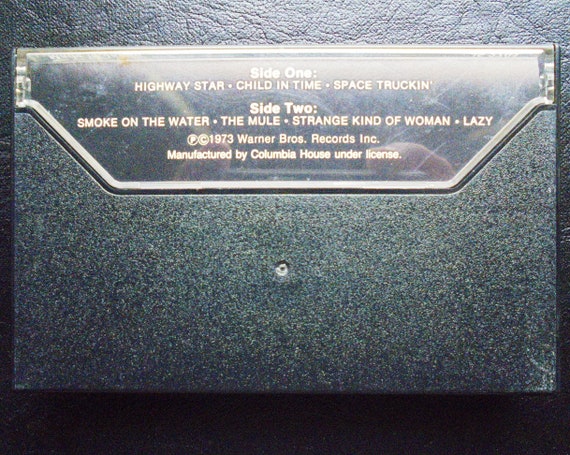 Side One:
HIGHWAY STAR • CHILD IN TIME • SPACE TRUCKIN'
Side Two:
SMOKE ON THE WATER • THE MULE • STRANGE KIND OF WOMAN • LAZY
℗©1973 Warner Bros. Records Inc.
Manufactured by Columbia House under license.